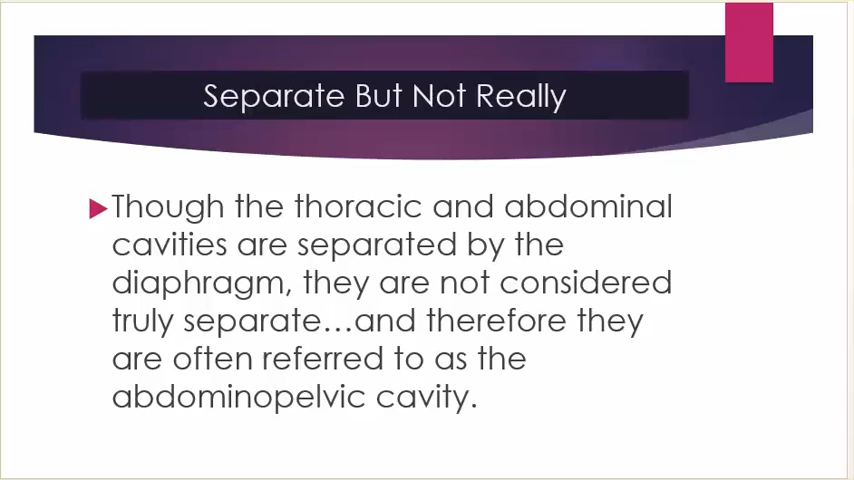 Separate But Not Really
Though the thoracic and abdominal
cavities are separated by the
diaphragm, they are not considered
truly separate...and therefore they
are often referred to as the
abdominopelvic cavity.